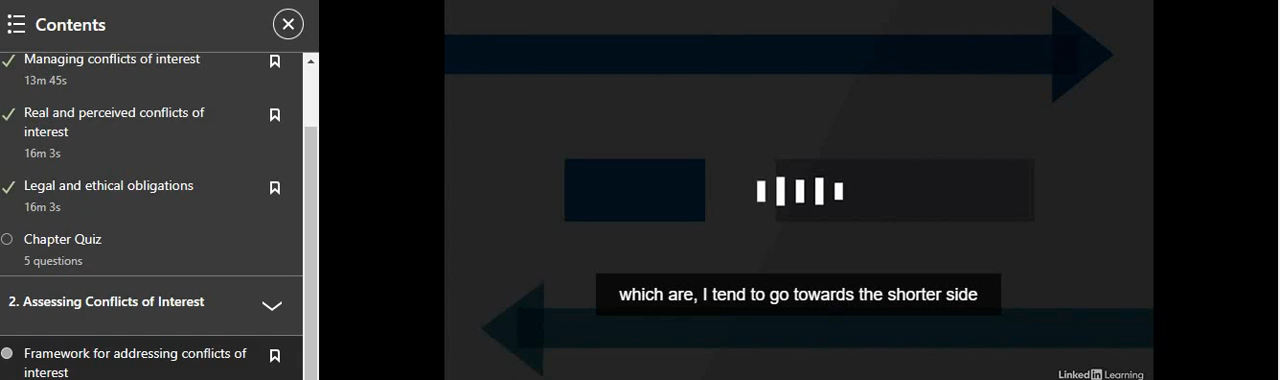 Contents
Managing conflicts of interest
13m 45s
Real and perceived conflicts of
interest
16m 3s
Legal and ethical obligations
16m 3s
Chapter Quiz
5 questions
2. Assessing Conflicts of Interest
Framework for addressing conflicts of
interest
which are, I tend to go towards the shorter side
Linked in Learning